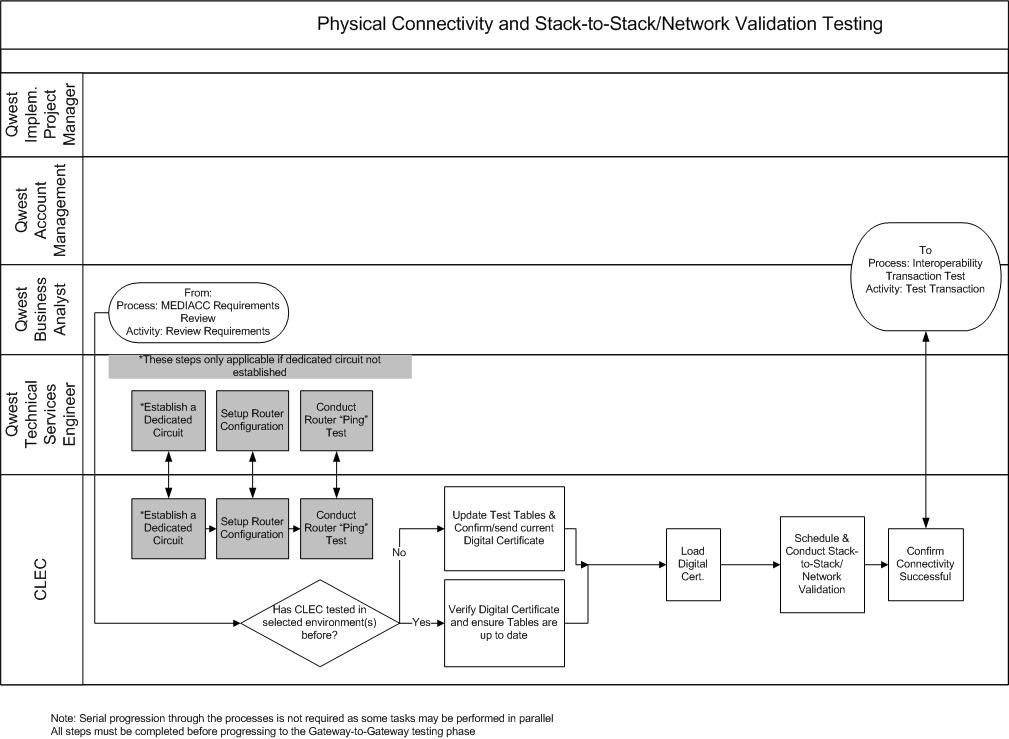 Physical Connectivity and Stack-to-Stack/Network Validation Testing
Qwest
Implem.
Project
Manager
Qwest
Account
Management
To
Process: Interoperability
Transaction Test
Activity: Test Transaction
Qwest
Business
Analyst
From:
Process: MEDIACC Requirements
Review
Activity: Review Requirements
*These steps only applicable if dedicated circuit not
established
Qwest
Technical
Services
Engineer
*Establish a
Dedicated
Circuit
Setup Router
Configuration
Conduct
Router “Ping”
Test
CLEC
*Establish a
Dedicated
Circuit
Setup Router
Configuration
Conduct
Router “Ping”
Test
Has CLEC tested in
selected environment(s)
before?
No
Yes
Update Test Tables &
Confirm/send current
Digital Certificate
Verify Digital Certificate
and ensure Tables are
up to date
Load
Digital
Cert.
Schedule &
Conduct Stack-
to-Stack/
Network
Validation
Confirm
Connectivity
Successful
Note: Serial progression through the processes is not required as some tasks may be performed in parallel
All steps must be completed before progressing to the Gateway-to-Gateway testing phase